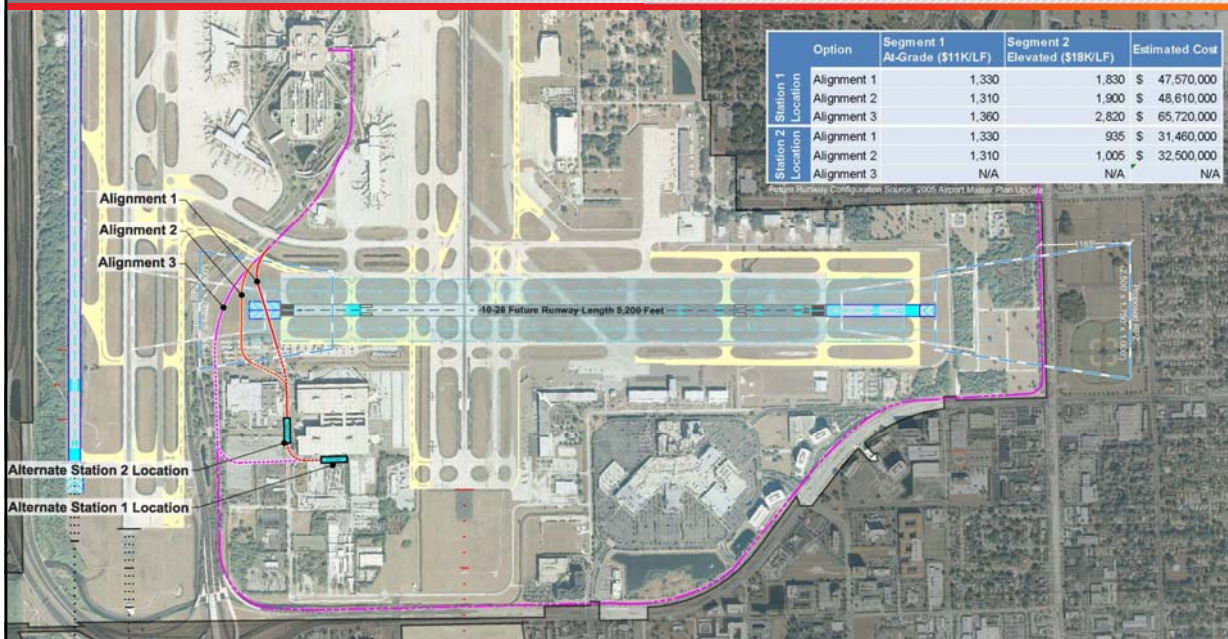 Option Segment 1 At-Grade ($11K/LF) Segment 2 Elevated ($18K/LF) Estimated Cost
Station 1 Location
Alignment 1 1,330 1,830 $ 47,570,000
Alignment 2 1,310 1,900 $ 48,610,000
Alignment 3 1,360 2,820 $ 65,720,000
Station 2 Location
Alignment 1 1,330 935 $ 31,460,000
Alignment 2 1,310 1,005 $ 32,500,000
Alignment 3 N/A N/A N/A
Future Runway Configuration Source: 2005 Airport Master Plan Update
Alignment 1
Alignment 2
Alignment 3
10-28 Future Runway Length 5,200 Feet
Alternate Station 2 Location
Alternate Station 1 Location